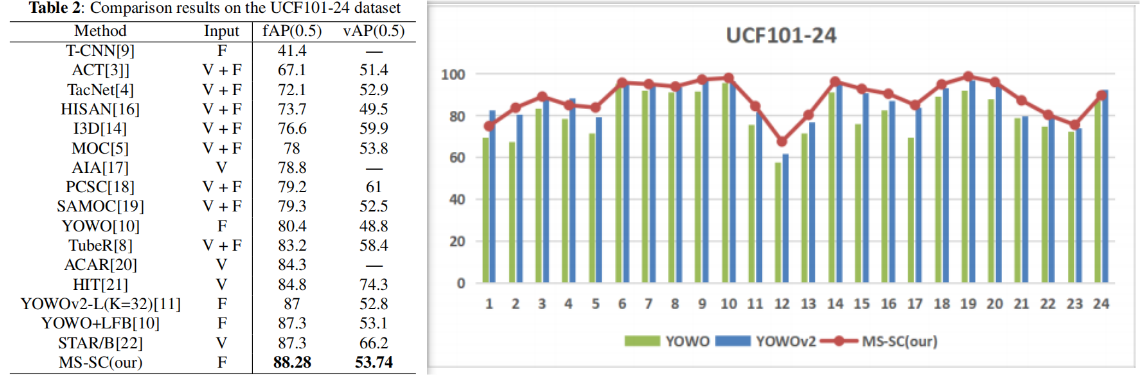 Table 2: Comparison results on the UCF101-24 dataset
Method Input fAP(0.5) vAP(0.5)
T-CNN[9] F 41.4 —
ACT[3]] V + F 67.1 51.4
TacNet[4] V + F 72.1 52.9
HISAN[16] V + F 73.7 49.5
I3D[14] V + F 76.6 59.9
MOC[5] V + F 78 53.8
AIA[17] V 78.8 —
PCSC[18] V + F 79.2 61
SAMOC[19] V + F 79.3 52.5
YOWO[10] F 80.4 48.8
TubeR[8] V + F 83.2 58.4
ACAR[20] V 84.3 —
HIT[21] V 84.8 74.3
YOWOv2-L(K=32)[11] F 87 52.8
YOWO+LFB[10] F 87.3 53.1
STAR/B[22] V 87.3 66.2
MS-SC(our) F 88.28 53.74
UCF101-24
100
80
60
40
20
0
1 2 3 4 5 6 7 8 9 10 11 12 13 14 15 16 17 18 19 20 21 22 23 24
YOWO YOWOv2 MS-SC(our)